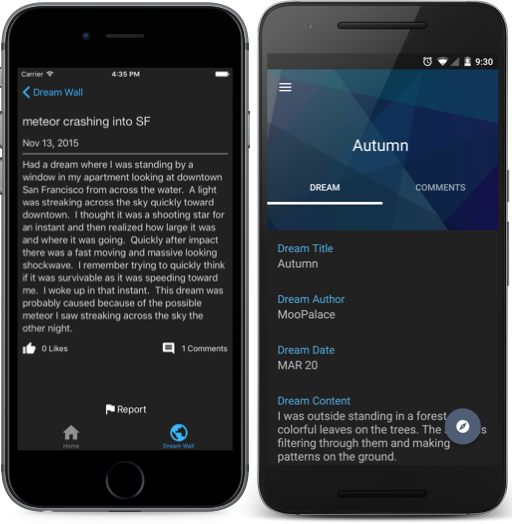 Carrier 4:35 PM
Dream Wall
meteor crashing into SF
Nov 13, 2015
Had a dream where I was standing by a
window in my apartment looking at downtown
San Francisco from across the water. A light
was streaking across the sky quickly toward
downtown. I thought it was a shooting star for
an instant and then realized how large it was
and where it was going. Quickly after impact
there was a fast moving and massive looking
shockwave. I remember trying to quickly think
if it was survivable as it was speeding toward
me. I woke up in that instant. This dream was
probably caused because of the possible
meteor I saw streaking across the sky the
other night.
0 Likes 1 Comments
Report
Home Dream Wall
9:30
Autumn
DREAM COMMENTS
Dream Title
Autumn
Dream Author
MooPalace
Dream Date
MAR 20
Dream Content
I was outside standing in a forest
colorful leaves on the trees. The
filtering through them and making
patterns on the ground.